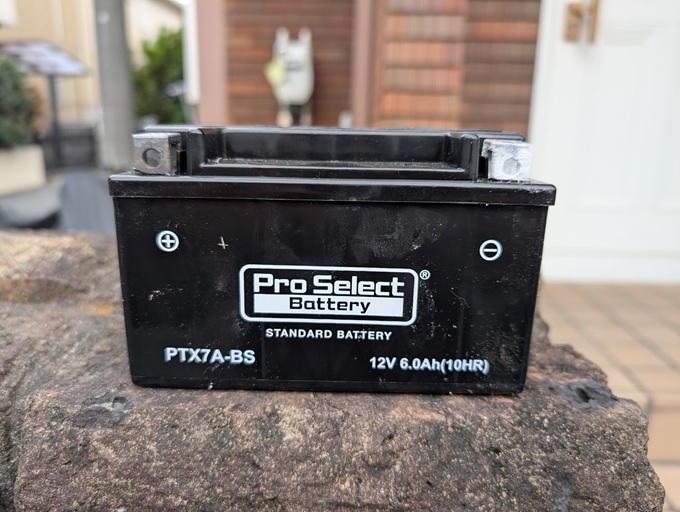 Pro Select®
Battery
STANDARD BATTERY
PTX7A-BS
12V 6.0Ah(10HR)